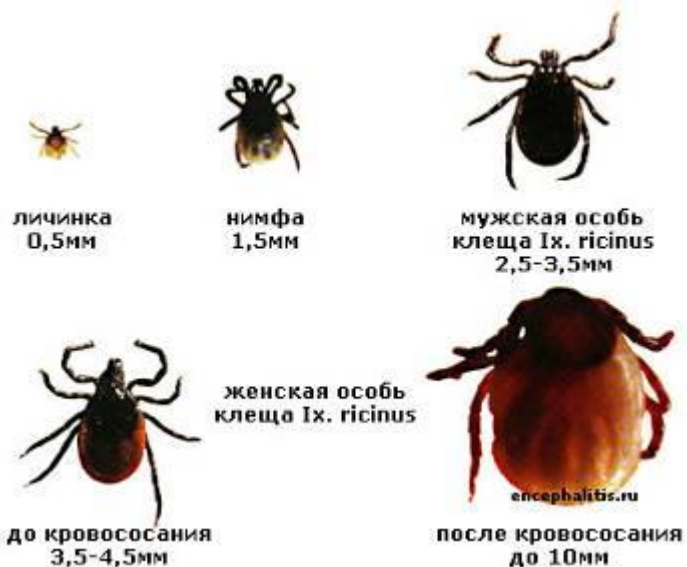 личинка
0,5мм
нимфа
1,5мм
мужская особь
клеща Ix. ricinus
2,5-3,5мм
женская особь
клеща Ix. ricinus
encephalitis.ru
до кровососания
3,5-4,5мм
после кровососания
до 10мм